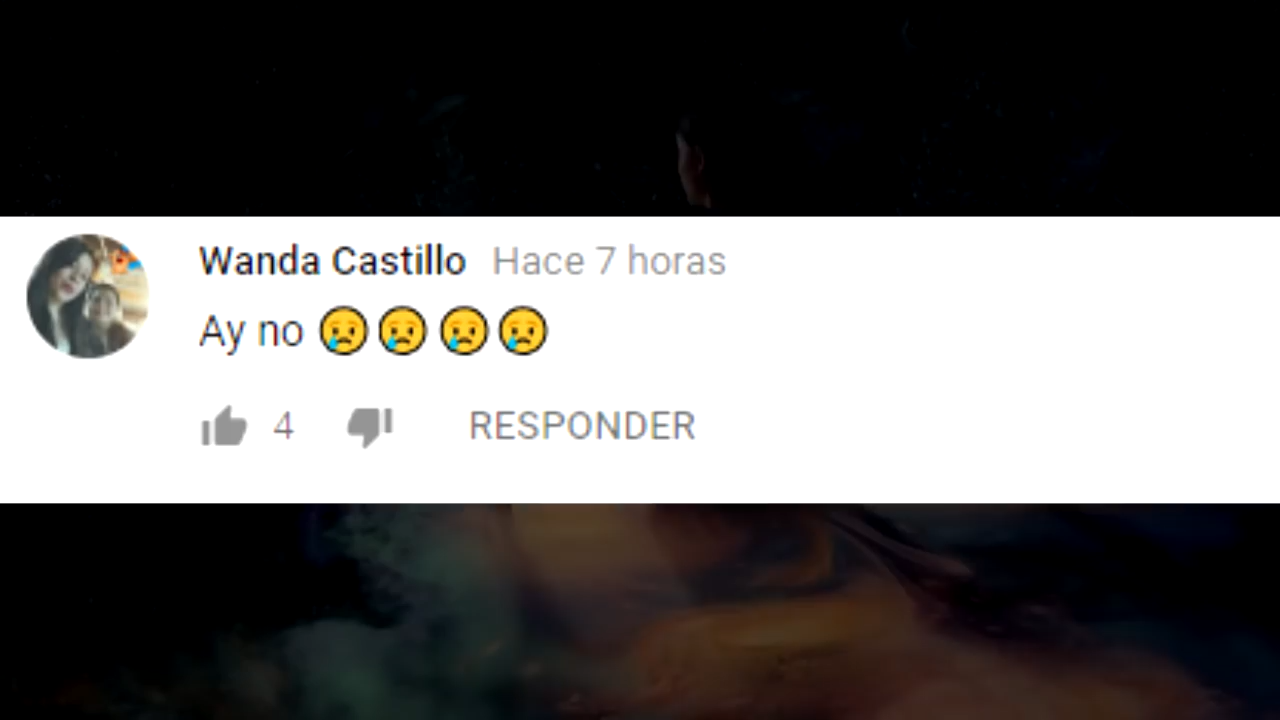 Wanda Castillo Hace 7 horas
Ay no 😢😢😢😢
4 RESPONDER